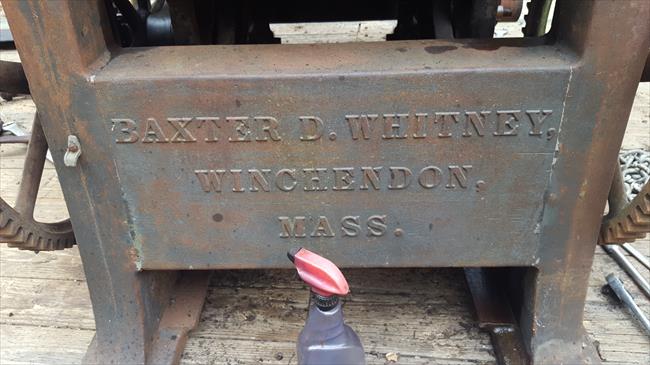 BAXTER D. WHITNEY,
WINCHENDON,
MASS.